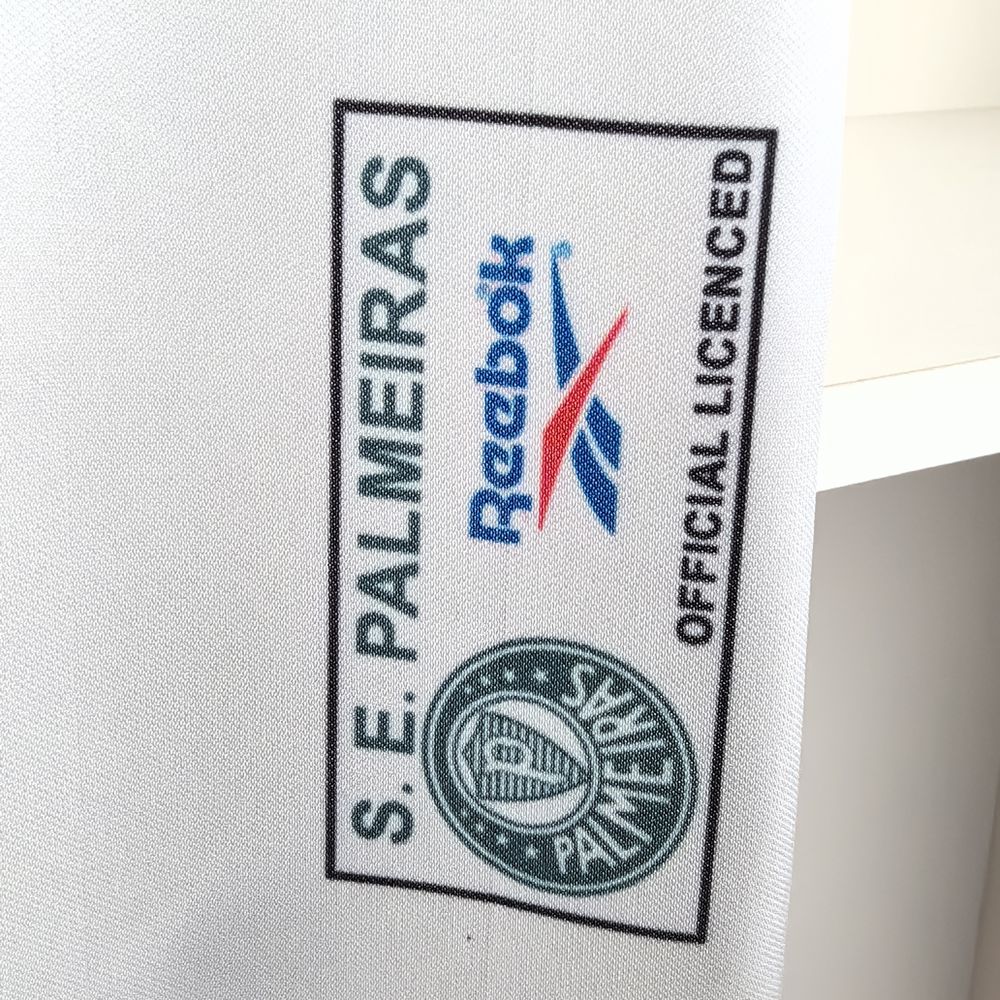 S. E. PALMEIRAS
Reebok®
P
PALMEIRAS
OFFICIAL LICENCED